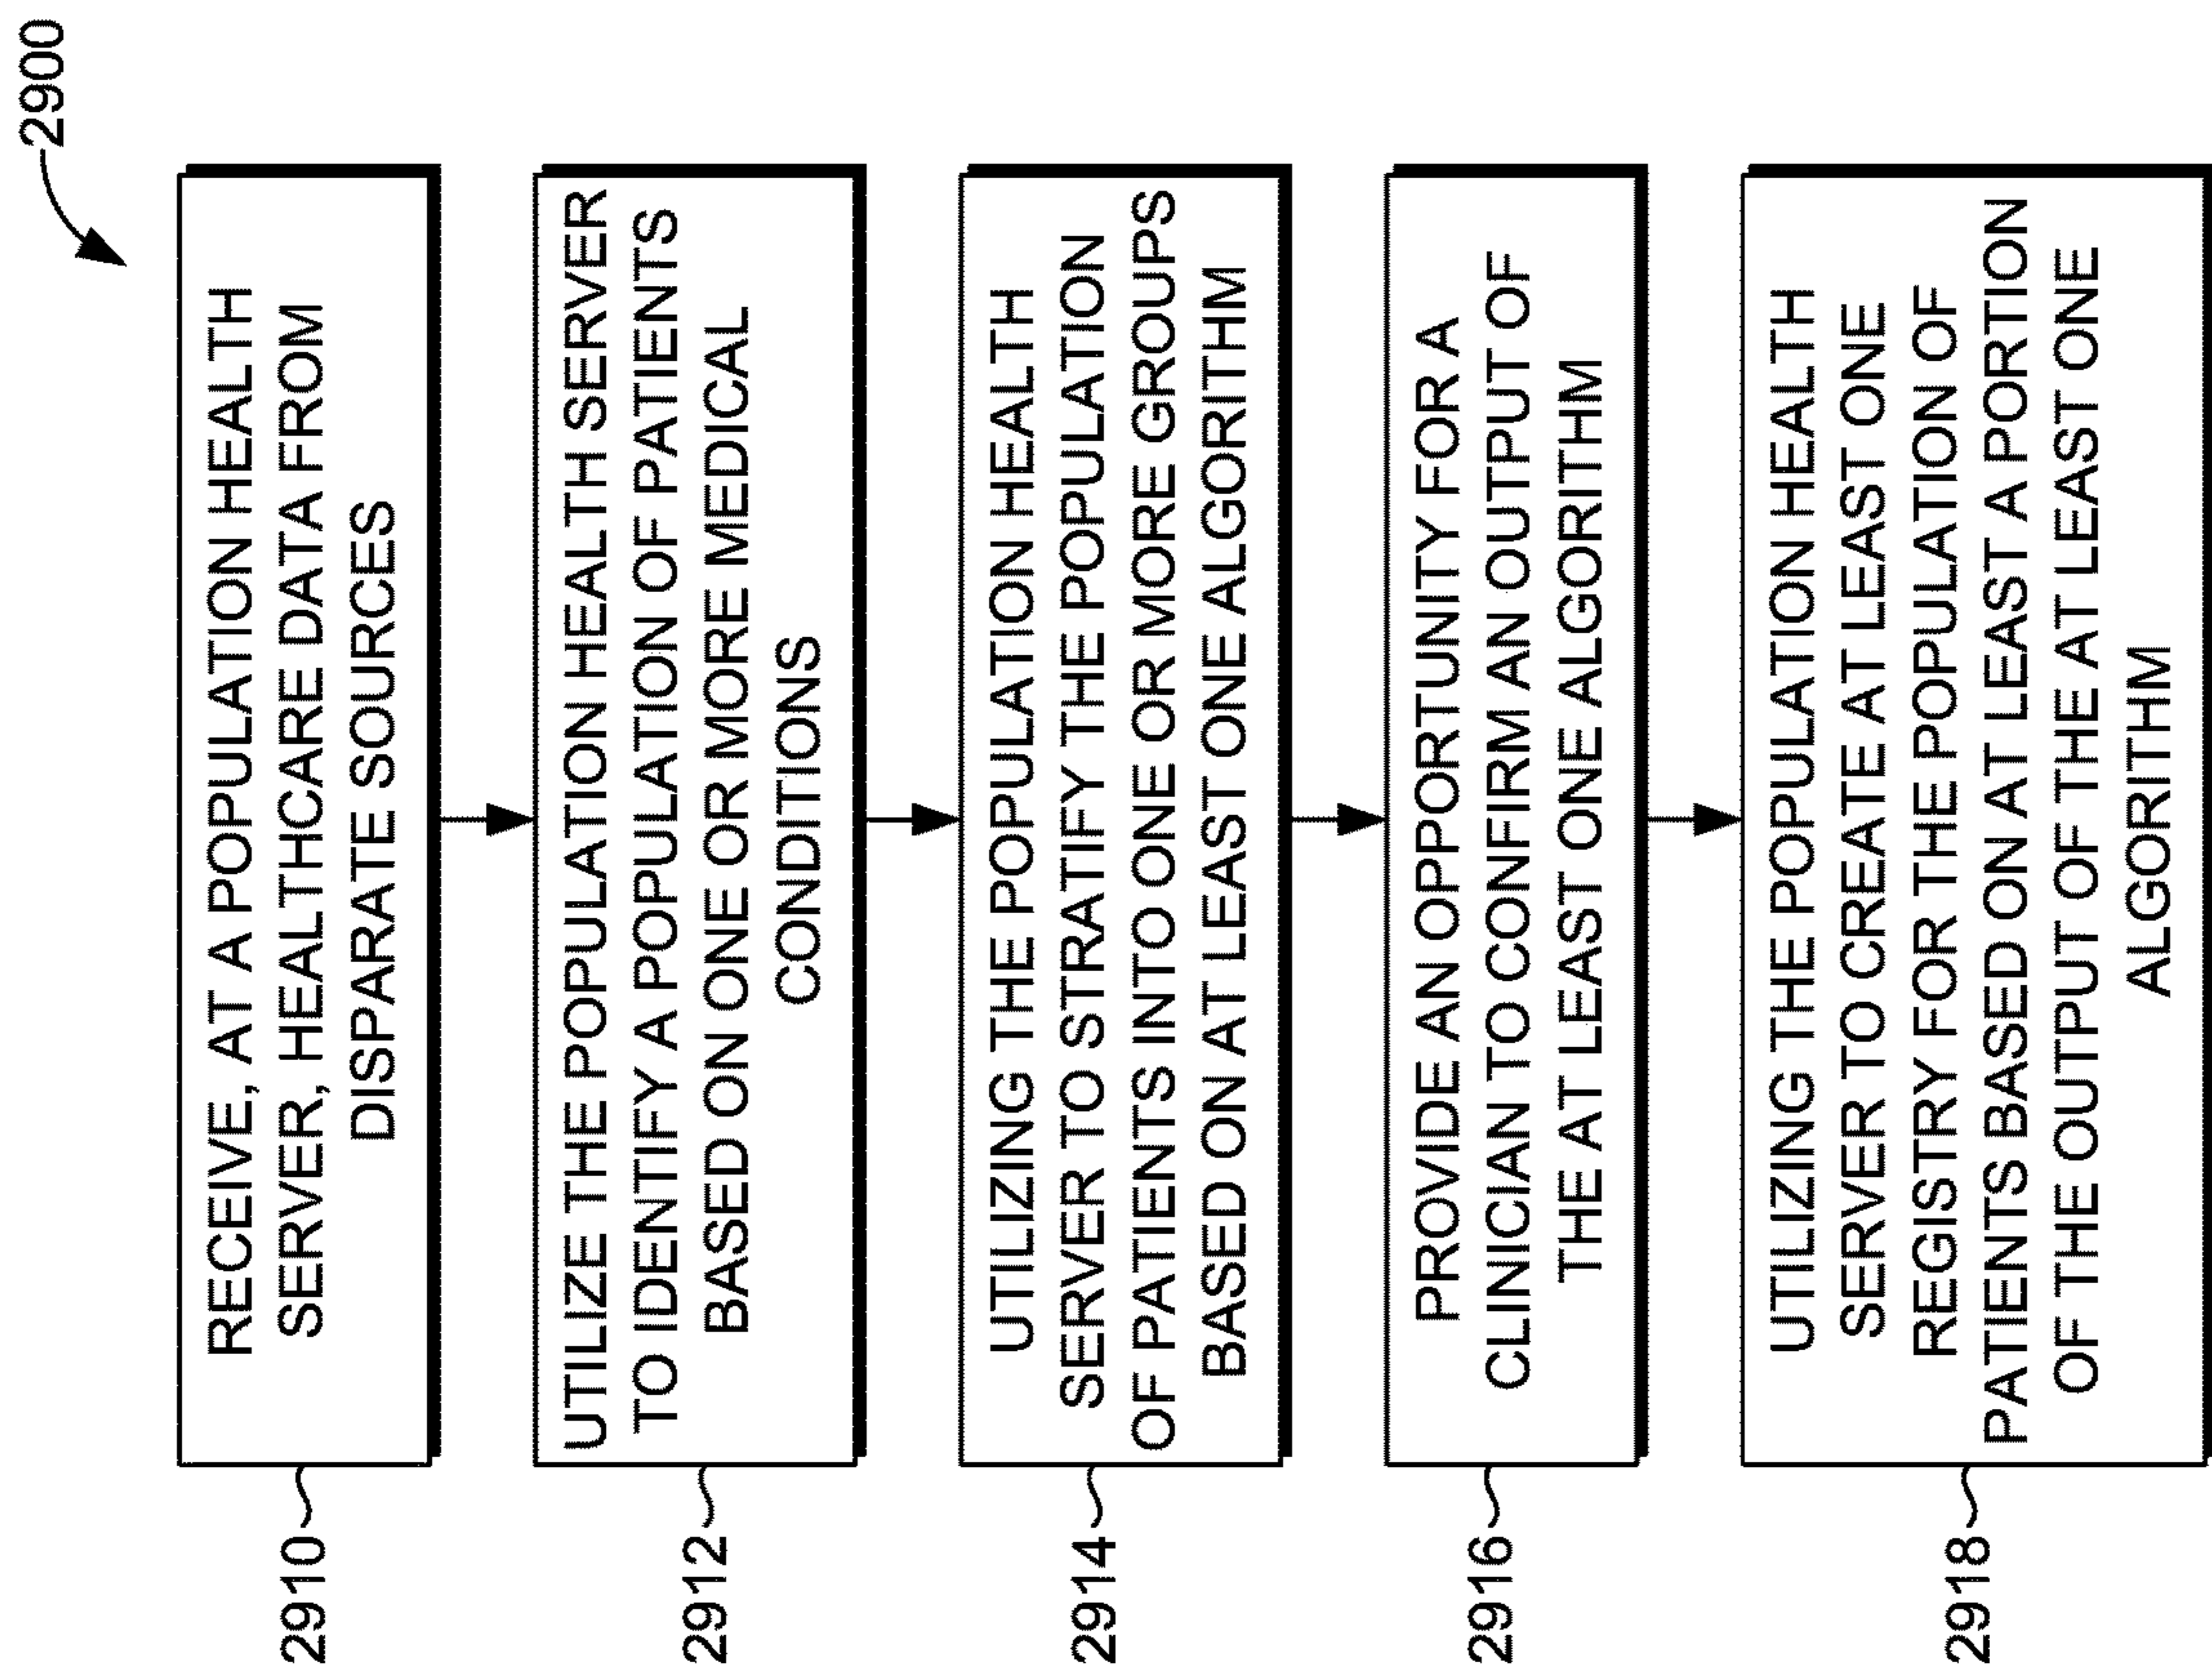 2900
2910
RECEIVE, AT A POPULATION HEALTH
SERVER, HEALTHCARE DATA FROM
DISPARATE SOURCES
2912
UTILIZE THE POPULATION HEALTH SERVER
TO IDENTIFY A POPULATION OF PATIENTS
BASED ON ONE OR MORE MEDICAL
CONDITIONS
2914
UTILIZING THE POPULATION HEALTH
SERVER TO STRATIFY THE POPULATION
OF PATIENTS INTO ONE OR MORE GROUPS
BASED ON AT LEAST ONE ALGORITHM
2916
PROVIDE AN OPPORTUNITY FOR A
CLINICIAN TO CONFIRM AN OUTPUT OF
THE AT LEAST ONE ALGORITHM
2918
UTILIZING THE POPULATION HEALTH
SERVER TO CREATE AT LEAST ONE
REGISTRY FOR THE POPULATION OF
PATIENTS BASED ON AT LEAST A PORTION
OF THE OUTPUT OF THE AT LEAST ONE
ALGORITHM